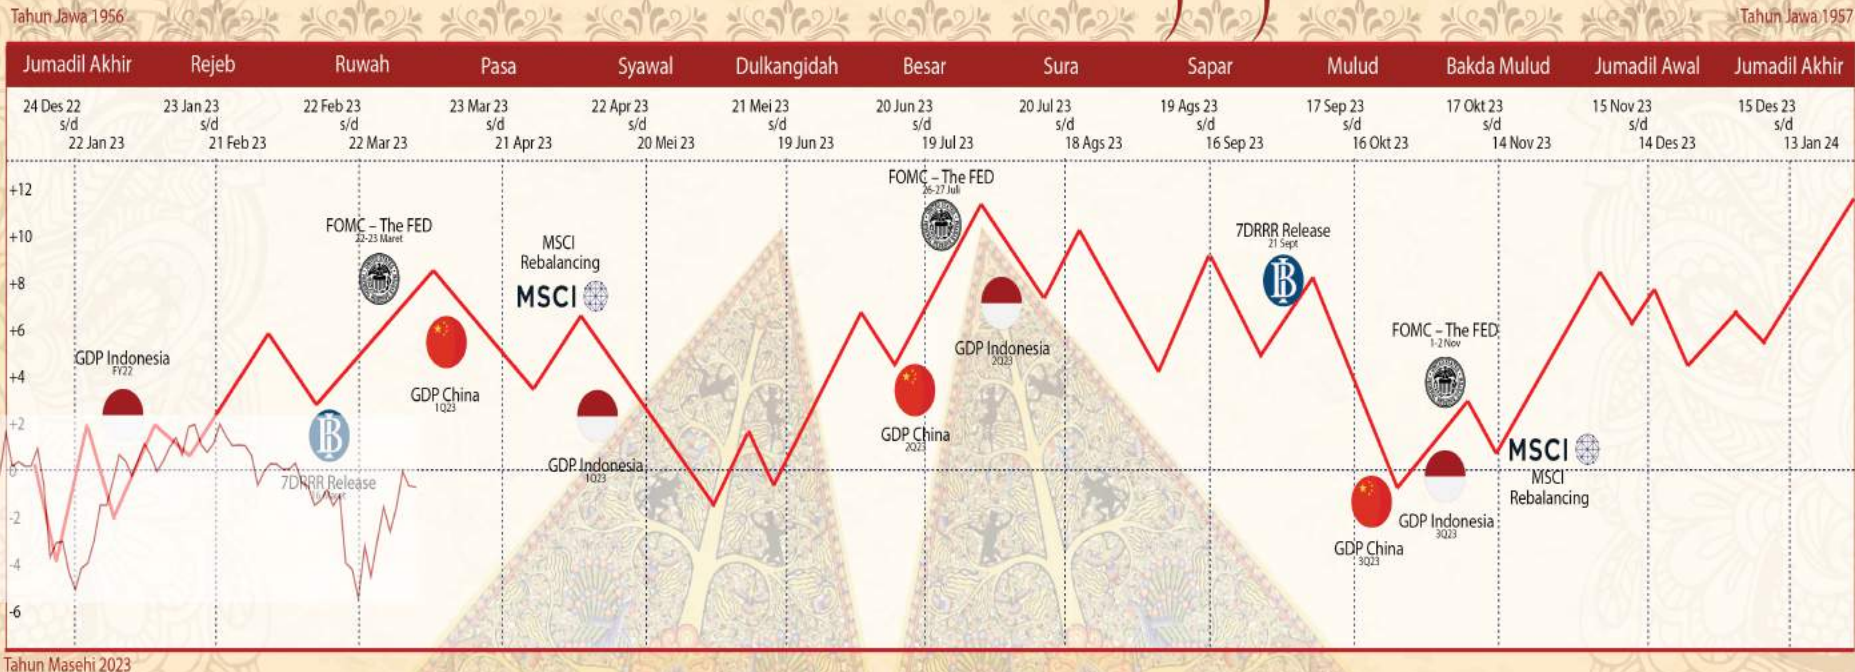 Tahun Jawa 1956
Tahun Jawa 1957
Jumadil Akhir
Rejeb
Ruwah
Pasa
Syawal
Dulkangidah
Besar
Sura
Sapar
Mulud
Bakda Mulud
Jumadil Awal
Jumadil Akhir
24 Des 22
s/d
22 Jan 23
23 Jan 23
s/d
21 Feb 23
22 Feb 23
s/d
22 Mar 23
23 Mar 23
s/d
21 Apr 23
22 Apr 23
s/d
20 Mei 23
21 Mei 23
s/d
19 Jun 23
20 Jun 23
s/d
19 Jul 23
20 Jul 23
s/d
18 Ags 23
19 Ags 23
s/d
16 Sep 23
17 Sep 23
s/d
16 Okt 23
17 Okt 23
s/d
14 Nov 23
15 Nov 23
s/d
14 Des 23
15 Des 23
s/d
13 Jan 24
+12
+10
+8
+6
+4
+2
0
-2
-4
-6
GDP Indonesia
FY22
7DRRR Release
Maret
FOMC – The FED
22-23 Maret
GDP China
1Q23
MSCI
Rebalancing
MSCI
GDP Indonesia
1Q23
FOMC – The FED
26-27 Juli
GDP China
2Q23
GDP Indonesia
2Q23
7DRRR Release
21 Sept
GDP China
3Q23
FOMC – The FED
1-2 Nov
GDP Indonesia
3Q23
MSCI
MSCI
Rebalancing
Tahun Masehi 2023